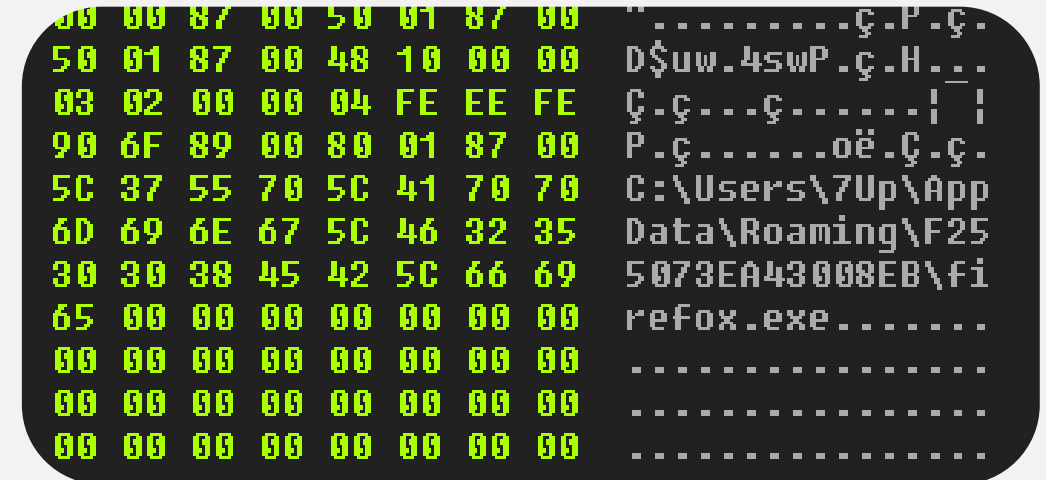 00 00 87 00 50 01 87 00 ".........ç.P.ç.
50 01 87 00 48 10 00 00 D$uw.4swP.ç.H...
03 02 00 00 04 FE EE FE Ç.ç...ç......¦¯¦
90 6F 89 00 80 01 87 00 P.ç......oë.Ç.ç.
5C 37 55 70 5C 41 70 70 C:\Users\7Up\App
6D 69 6E 67 5C 46 32 35 Data\Roaming\F25
30 30 38 45 42 5C 66 69 5073EA43008EB\fi
65 00 00 00 00 00 00 00 refox.exe.......
00 00 00 00 00 00 00 00 ................
00 00 00 00 00 00 00 00 ................
00 00 00 00 00 00 00 00 ................